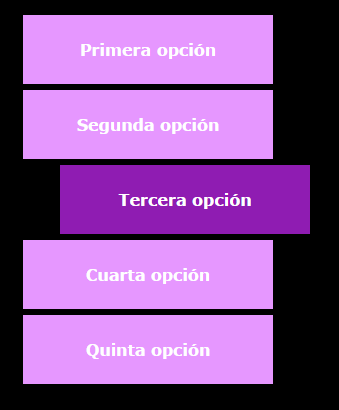 Primera opción
Segunda opción
Tercera opción
Cuarta opción
Quinta opción